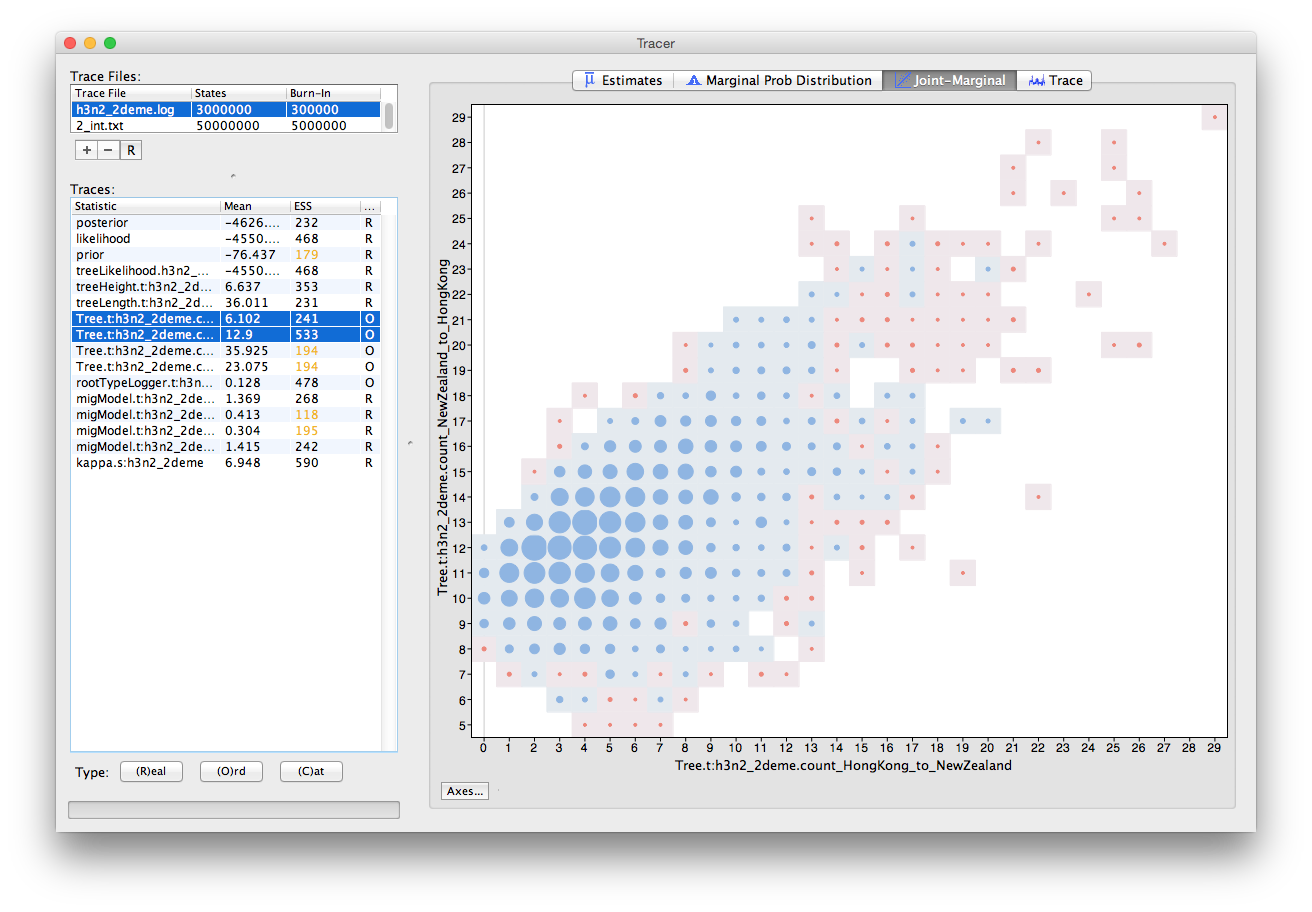 Tracer
Trace Files:
Trace File States Burn-In
h3n2_2deme.log 3000000 300000
2_int.txt 50000000 5000000
+ − R
Traces:
Statistic Mean ESS ...
posterior -4626.... 232 R
likelihood -4550.... 468 R
prior -76.437 179 R
treeLikelihood.h3n2_... -4550.... 468 R
treeHeight.t:h3n2_2d... 6.637 353 R
treeLength.t:h3n2_2d... 36.011 231 R
Tree.t:h3n2_2deme.c... 6.102 241 O
Tree.t:h3n2_2deme.c... 12.9 533 O
Tree.t:h3n2_2deme.c... 35.925 194 O
Tree.t:h3n2_2deme.c... 23.075 194 O
rootTypeLogger.t:h3n... 0.128 478 O
migModel.t:h3n2_2de... 1.369 268 R
migModel.t:h3n2_2de... 0.413 118 R
migModel.t:h3n2_2de... 0.304 195 R
migModel.t:h3n2_2de... 1.415 242 R
kappa.s:h3n2_2deme 6.948 590 R
Type: (R)eal (O)rd (C)at
μ Estimates Marginal Prob Distribution Joint-Marginal Trace
Tree.t:h3n2_2deme.count_NewZealand_to_HongKong
29
28
27
26
25
24
23
22
21
20
19
18
17
16
15
14
13
12
11
10
9
8
7
6
5
0 1 2 3 4 5 6 7 8 9 10 11 12 13 14 15 16 17 18 19 20 21 22 23 24 25 26 27 28 29
Tree.t:h3n2_2deme.count_HongKong_to_NewZealand
Axes...